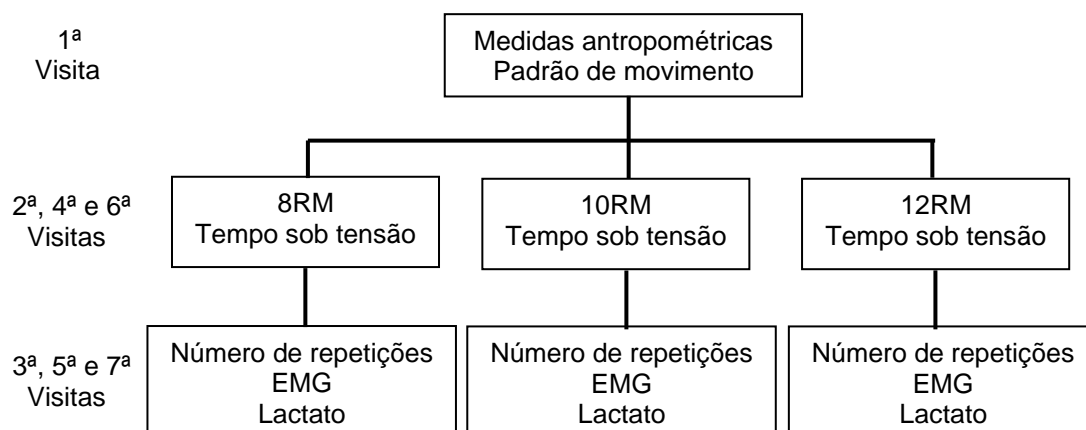 1ª
Visita
Medidas antropométricas
Padrão de movimento
2ª, 4ª e 6ª
Visitas
8RM
Tempo sob tensão
10RM
Tempo sob tensão
12RM
Tempo sob tensão
3ª, 5ª e 7ª
Visitas
Número de repetições
EMG
Lactato
Número de repetições
EMG
Lactato
Número de repetições
EMG
Lactato